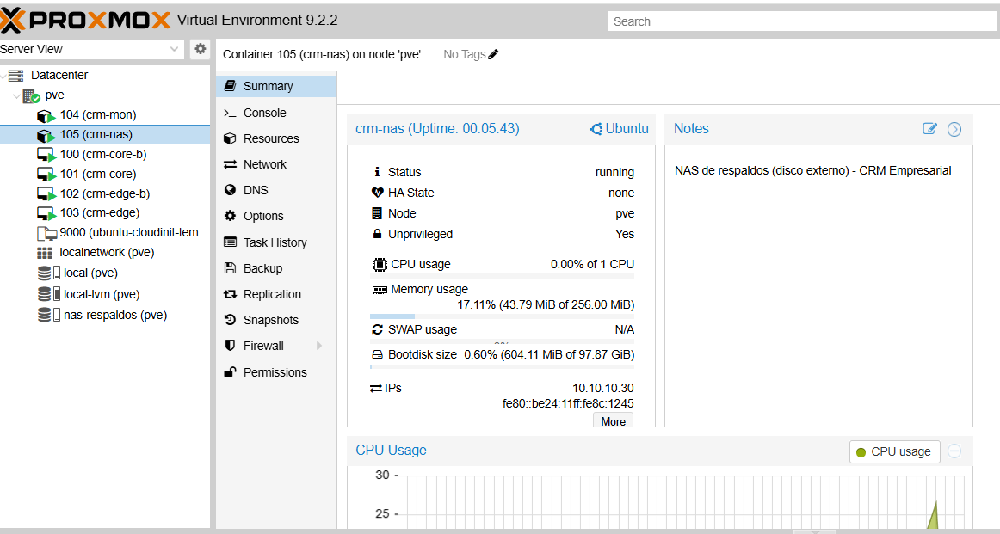 PROXMOX Virtual Environment 9.2.2
Search
Server View
Container 105 (crm-nas) on node 'pve'
No Tags
Datacenter
pve
104 (crm-mon)
105 (crm-nas)
100 (crm-core-b)
101 (crm-core)
102 (crm-edge-b)
103 (crm-edge)
9000 (ubuntu-cloudinit-tem...
localnetwork (pve)
local (pve)
local-lvm (pve)
nas-respaldos (pve)
Summary
Console
Resources
Network
DNS
Options
Task History
Backup
Replication
Snapshots
Firewall
Permissions
crm-nas (Uptime: 00:05:43)
Ubuntu
Status running
HA State none
Node pve
Unprivileged Yes
CPU usage 0.00% of 1 CPU
Memory usage
17.11% (43.79 MiB of 256.00 MiB)
SWAP usage N/A
Bootdisk size 0.60% (604.11 MiB of 97.87 GiB)
IPs 10.10.10.30
fe80::be24:11ff:fe8c:1245
More
Notes
NAS de respaldos (disco externo) - CRM Empresarial
CPU Usage
CPU usage
30
25